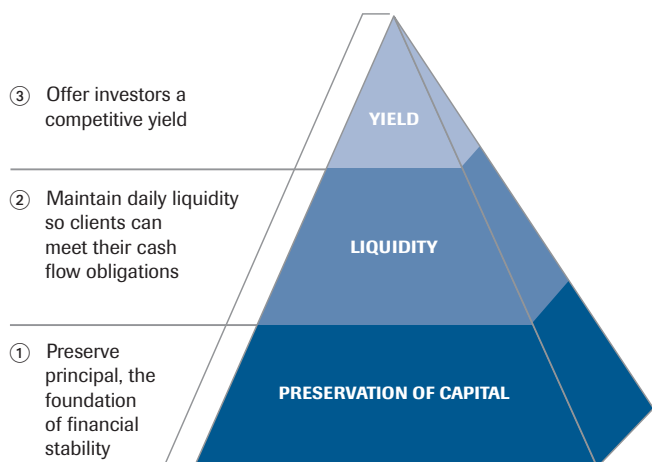 ③ Offer investors a
competitive yield
YIELD
② Maintain daily liquidity
so clients can
meet their cash
flow obligations
LIQUIDITY
① Preserve
principal, the
foundation
of financial
stability
PRESERVATION OF CAPITAL